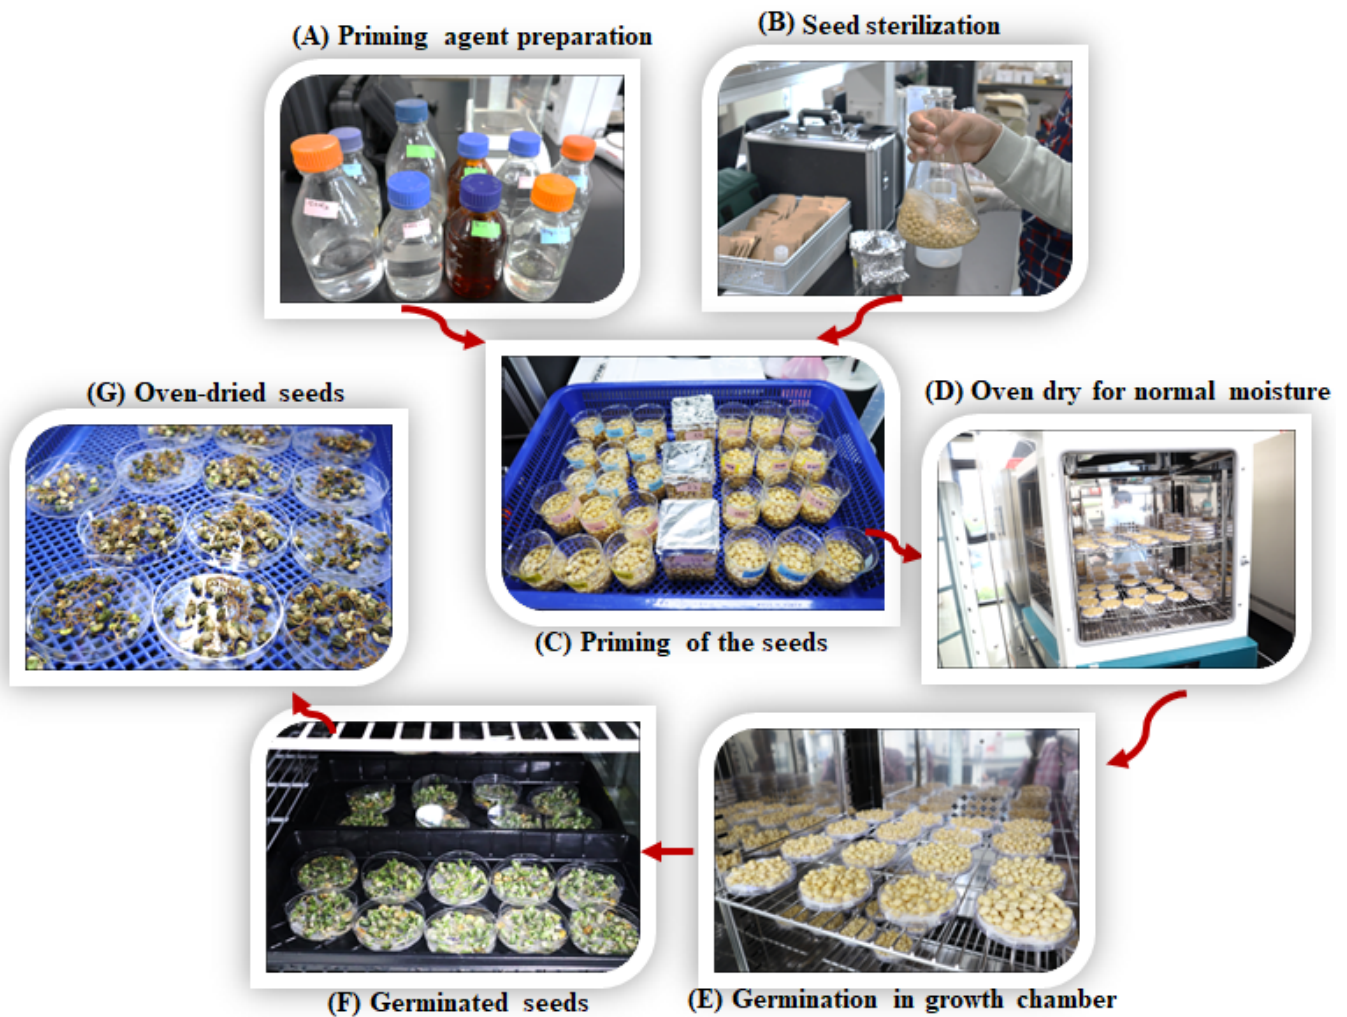 (A) Priming agent preparation
(B) Seed sterilization
(G) Oven-dried seeds
(D) Oven dry for normal moisture
(C) Priming of the seeds
(F) Germinated seeds
(E) Germination in growth chamber